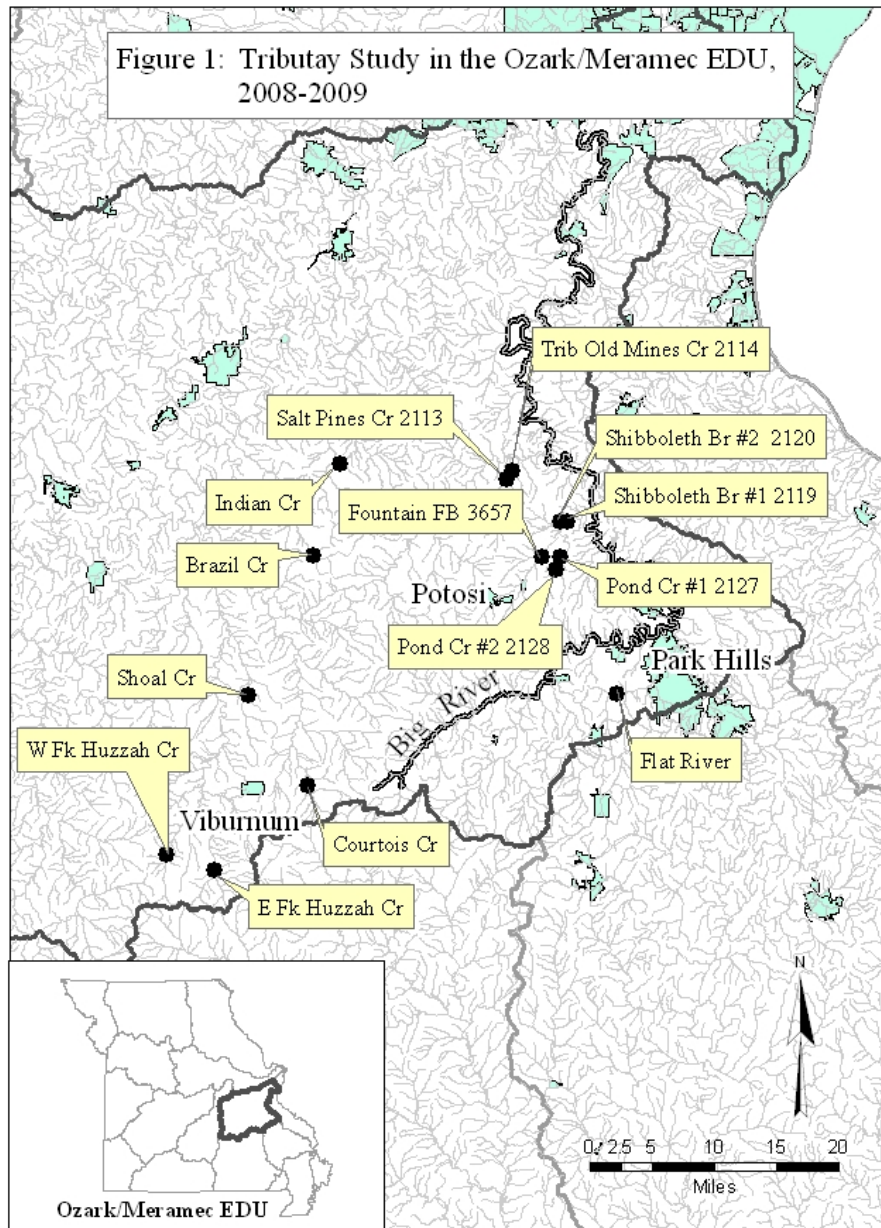 Figure 1: Tributay Study in the Ozark/Meramec EDU,
2008-2009
Trib Old Mines Cr 2114
Salt Pines Cr 2113
Shibboleth Br #2 2120
Indian Cr
Shibboleth Br #1 2119
Fountain FB 3657
Brazil Cr
Potosi
Pond Cr #1 2127
Pond Cr #2 2128
Park Hills
Shoal Cr
Big River
W Fk Huzzah Cr
Flat River
Viburnum
Courtois Cr
E Fk Huzzah Cr
N
0 2.5 5 10 15 20
Miles
Ozark/Meramec EDU